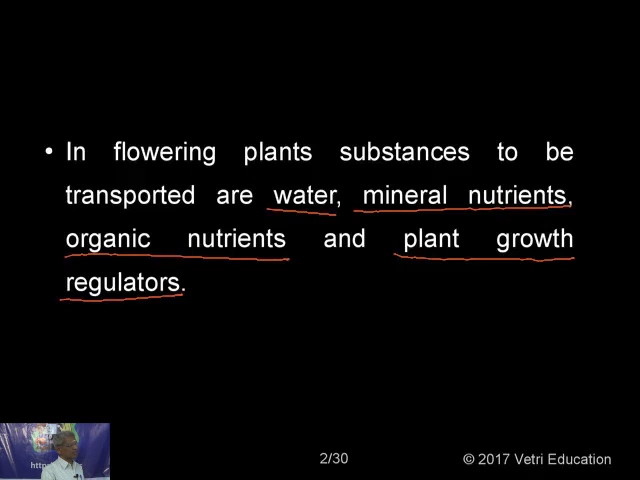 • In flowering plants substances to be
transported are water, mineral nutrients,
organic nutrients and plant growth
regulators.
2/30
© 2017 Vetri Education